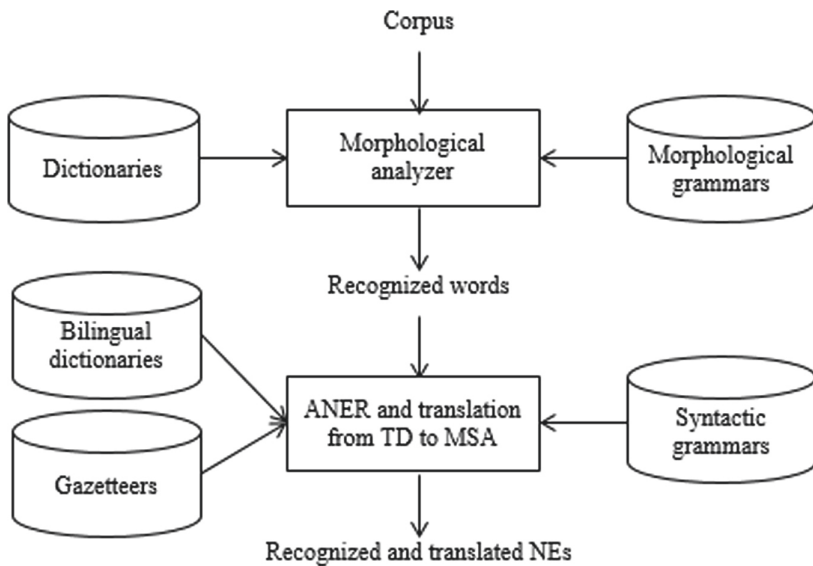 Corpus
Dictionaries
Morphological
analyzer
Morphological
grammars
Recognized words
Bilingual
dictionaries
Gazetteers
ANER and translation
from TD to MSA
Syntactic
grammars
Recognized and translated NEs